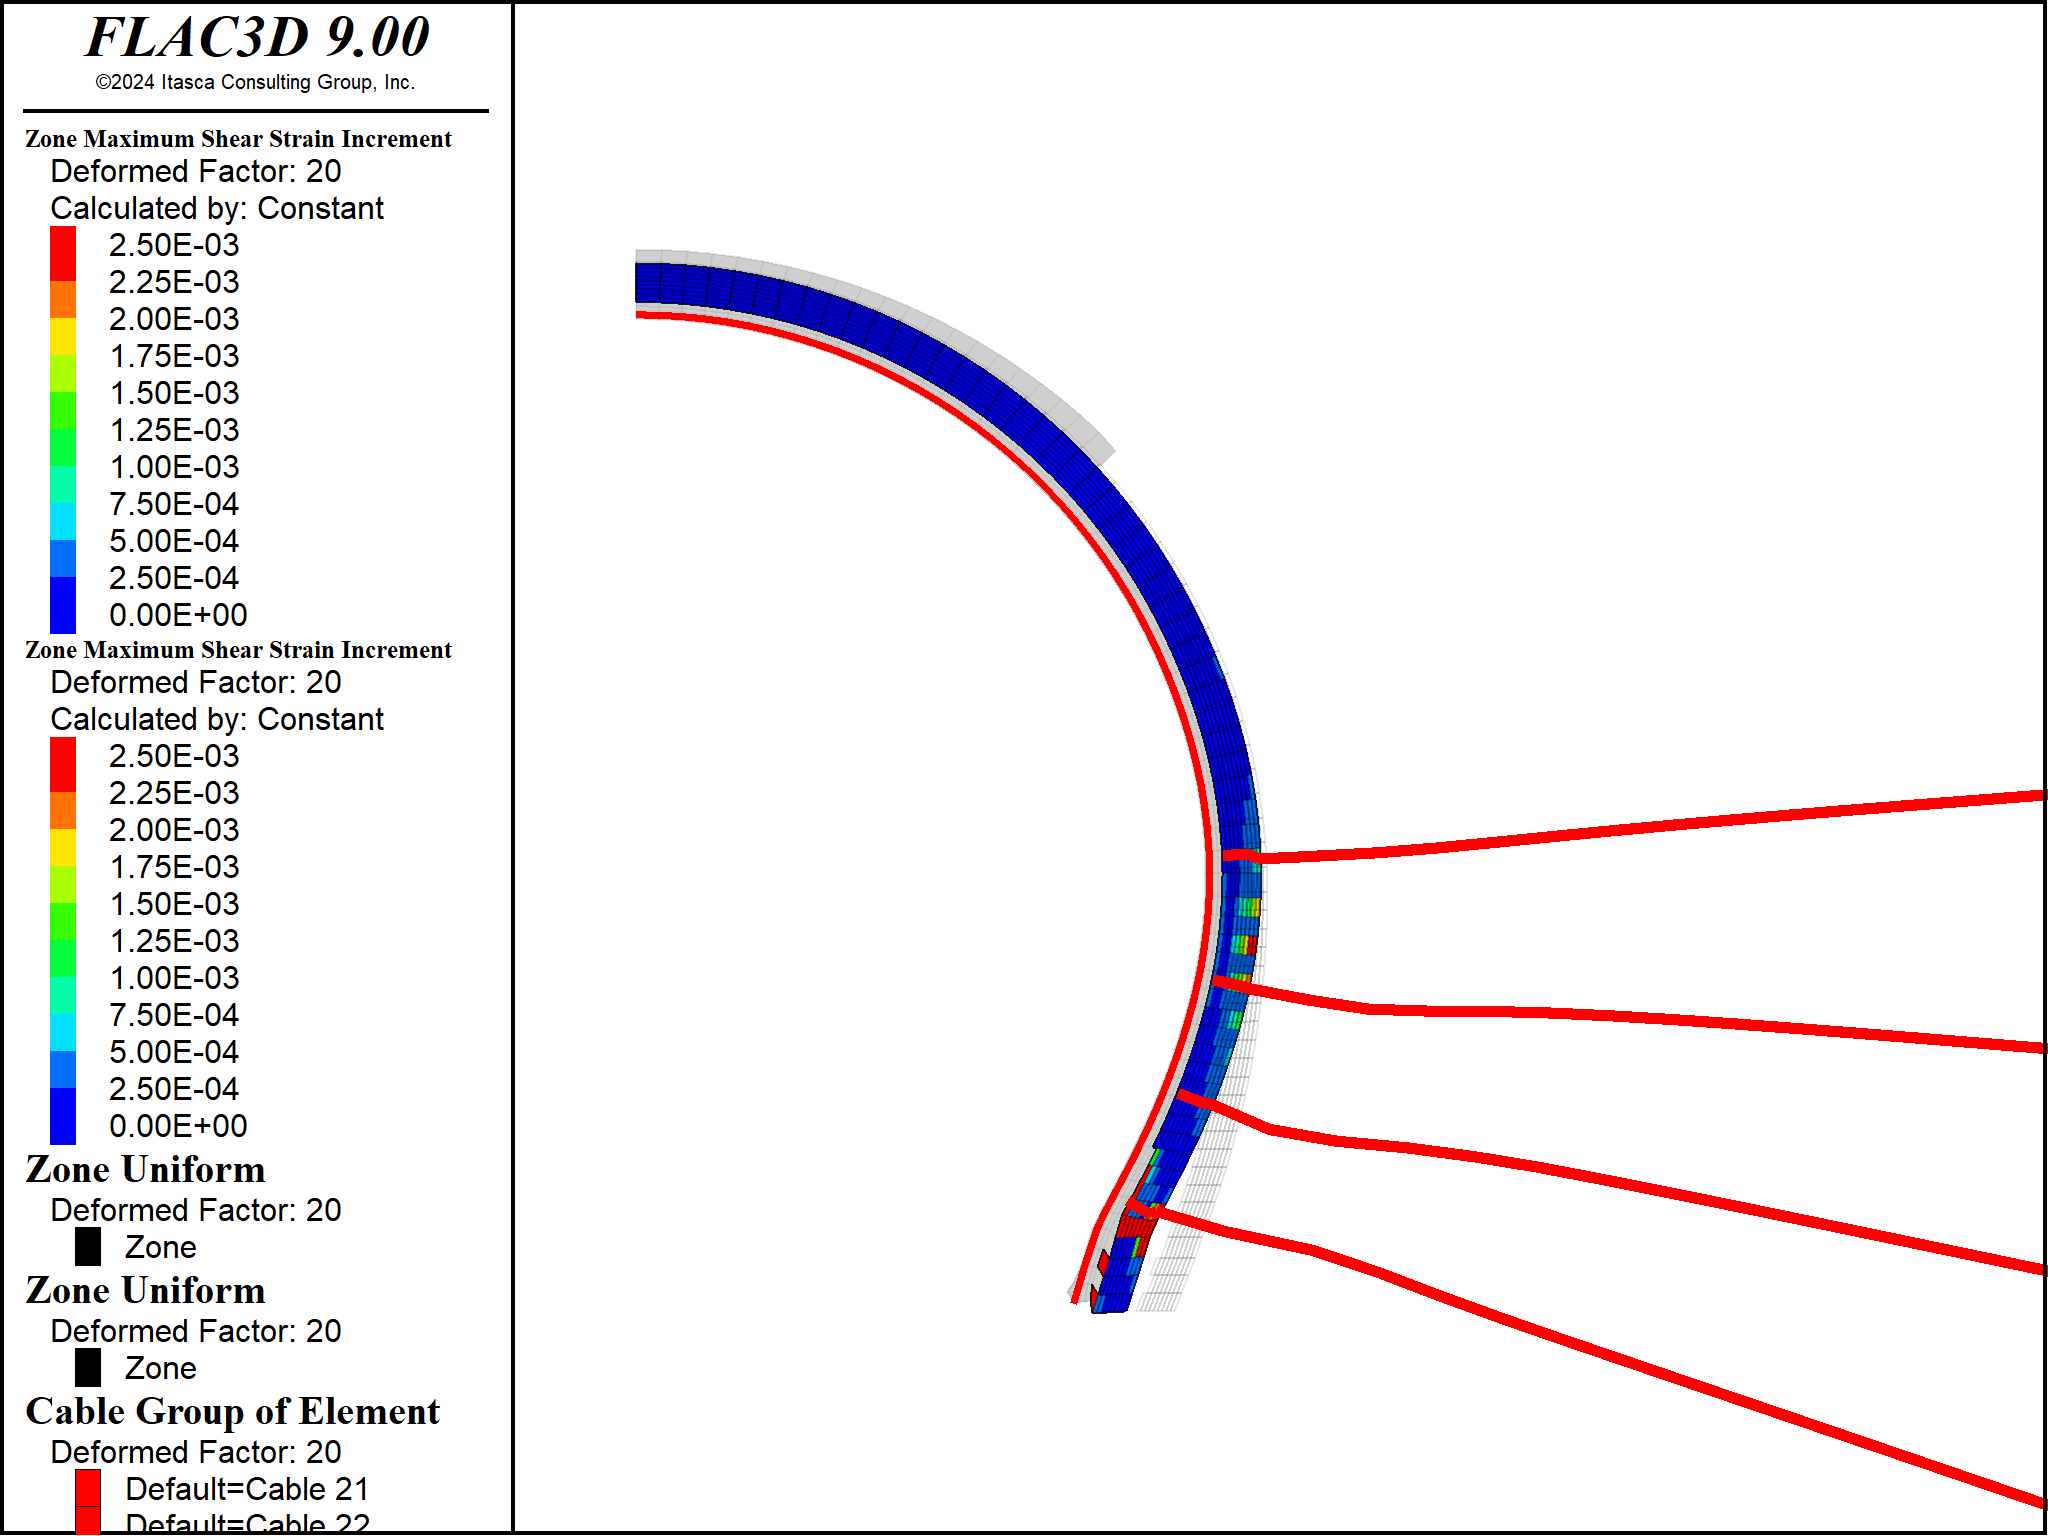 FLAC3D 9.00
©2024 Itasca Consulting Group, Inc.
Zone Maximum Shear Strain Increment
Deformed Factor: 20
Calculated by: Constant
2.50E-03
2.25E-03
2.00E-03
1.75E-03
1.50E-03
1.25E-03
1.00E-03
7.50E-04
5.00E-04
2.50E-04
0.00E+00
Zone Maximum Shear Strain Increment
Deformed Factor: 20
Calculated by: Constant
2.50E-03
2.25E-03
2.00E-03
1.75E-03
1.50E-03
1.25E-03
1.00E-03
7.50E-04
5.00E-04
2.50E-04
0.00E+00
Zone Uniform
Deformed Factor: 20
Zone
Zone Uniform
Deformed Factor: 20
Zone
Cable Group of Element
Deformed Factor: 20
Default=Cable 21
Default=Cable 22